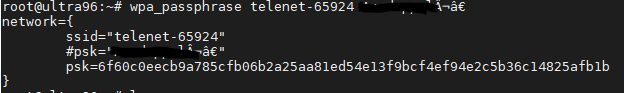 root@ultra96:~# wpa_passphrase telenet-65924 Ã¬â€
network={
ssid="telenet-65924"
#psk=" Ã¬â€"
psk=6f60c0eecb9a785cfb06b2a25aa81ed54e13f9bcf4ef94e2c5b36c14825afb1b
}